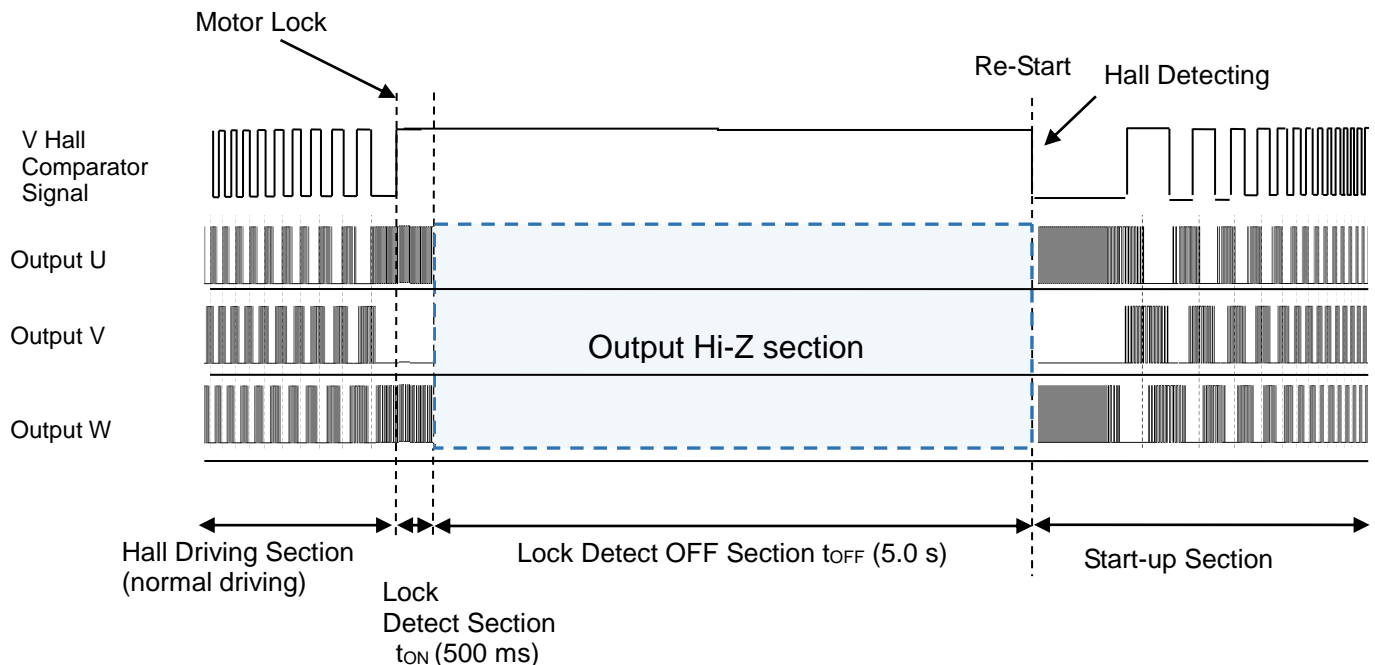 Motor Lock
Re-Start
Hall Detecting
V Hall
Comparator
Signal
Output U
Output V
Output Hi-Z section
Output W
Hall Driving Section
(normal driving)
Lock Detect OFF Section tOFF (5.0 s)
Start-up Section
Lock
Detect Section
tON (500 ms)